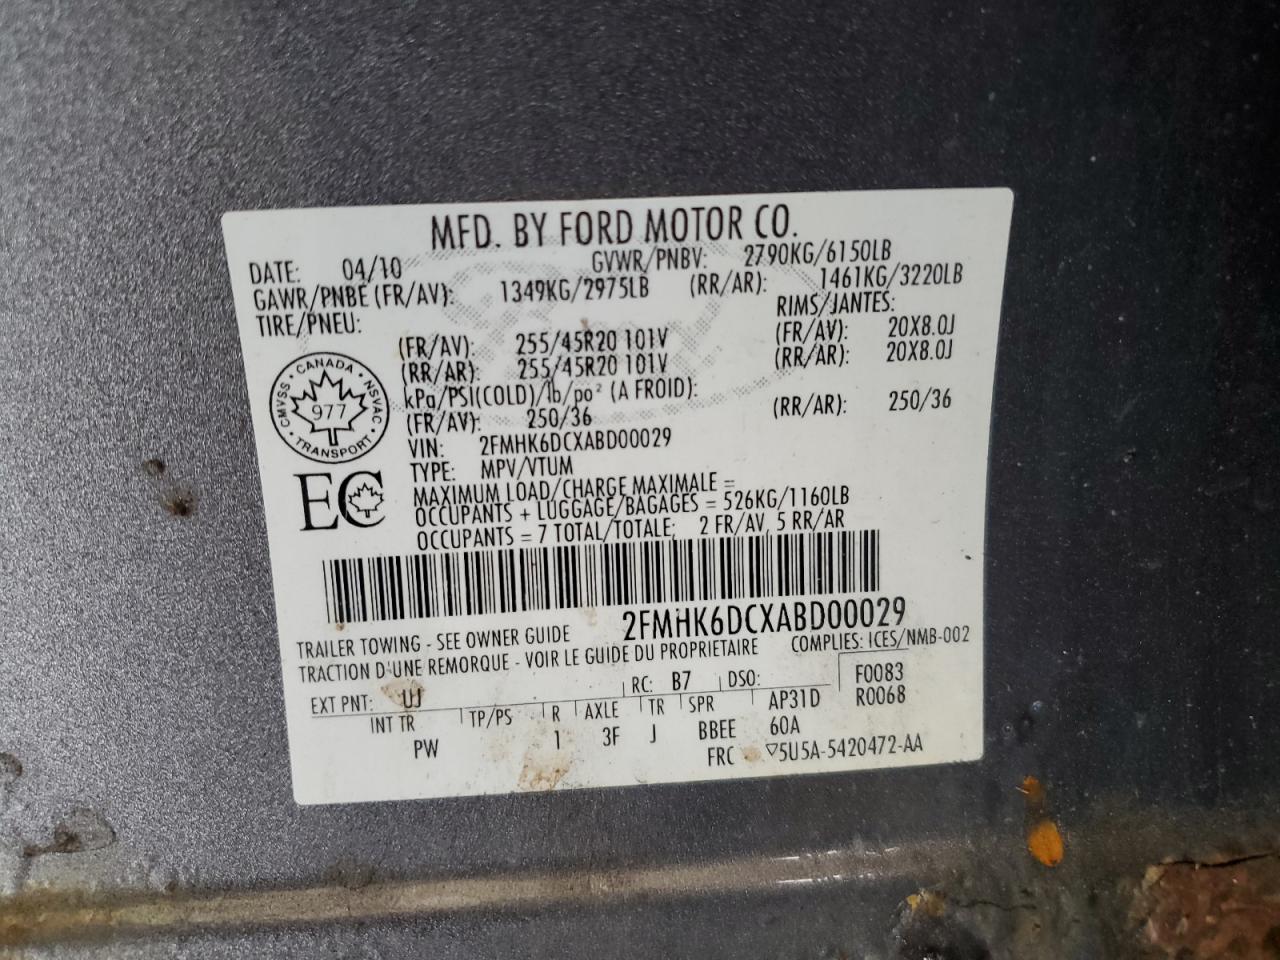 MFD. BY FORD MOTOR CO.
DATE: 04/10 GVWR/PNBV: 2790KG/6150LB
GAWR/PNBE (FR/AV): 1349KG/2975LB (RR/AR): 1461KG/3220LB
TIRE/PNEU: RIMS/JANTES:
(FR/AV): 255/45R20 101V (FR/AV): 20X8.0J
(RR/AR): 255/45R20 101V (RR/AR): 20X8.0J
kPa/PSI(COLD)/lb/po² (A FROID):
(FR/AV): 250/36 (RR/AR): 250/36
VIN: 2FMHK6DCXABD00029
TYPE: MPV/VTUM
MAXIMUM LOAD/CHARGE MAXIMALE =
OCCUPANTS + LUGGAGE/BAGAGES = 526KG/1160LB
OCCUPANTS = 7 TOTAL/TOTALE; 2 FR/AV, 5 RR/AR
CANADA
CMVSS 977 NSVAC
TRANSPORT
EC
2FMHK6DCXABD00029
TRAILER TOWING - SEE OWNER GUIDE COMPLIES: ICES/NMB-002
TRACTION D'UNE REMORQUE - VOIR LE GUIDE DU PROPRIETAIRE
EXT PNT: UJ RC: B7 DSO: F0083
INT TR TP/PS R AXLE TR SPR AP31D R0068
PW 1 3F J BBEE 60A
FRC ▽5U5A-5420472-AA